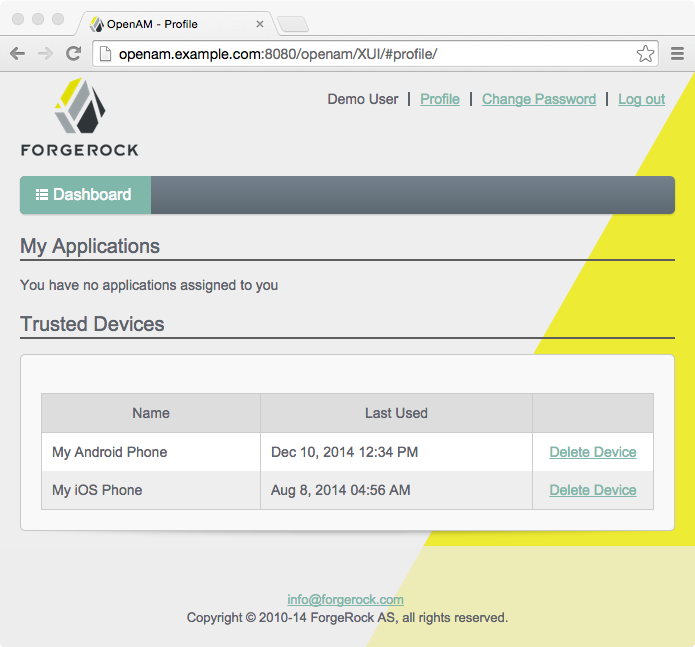 OpenAM - Profile
openam.example.com:8080/openam/XUI/#profile/
FORGEROCK
Demo User | Profile | Change Password | Log out
Dashboard
My Applications
You have no applications assigned to you
Trusted Devices
Name Last Used
My Android Phone Dec 10, 2014 12:34 PM Delete Device
My iOS Phone Aug 8, 2014 04:56 AM Delete Device
info@forgerock.com
Copyright © 2010-14 ForgeRock AS, all rights reserved.